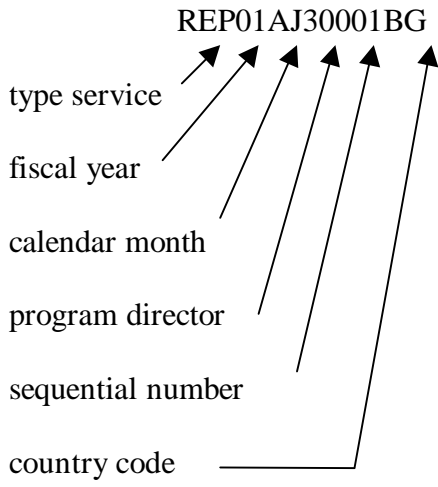 REP01AJ30001BG
type service
fiscal year
calendar month
program director
sequential number
country code